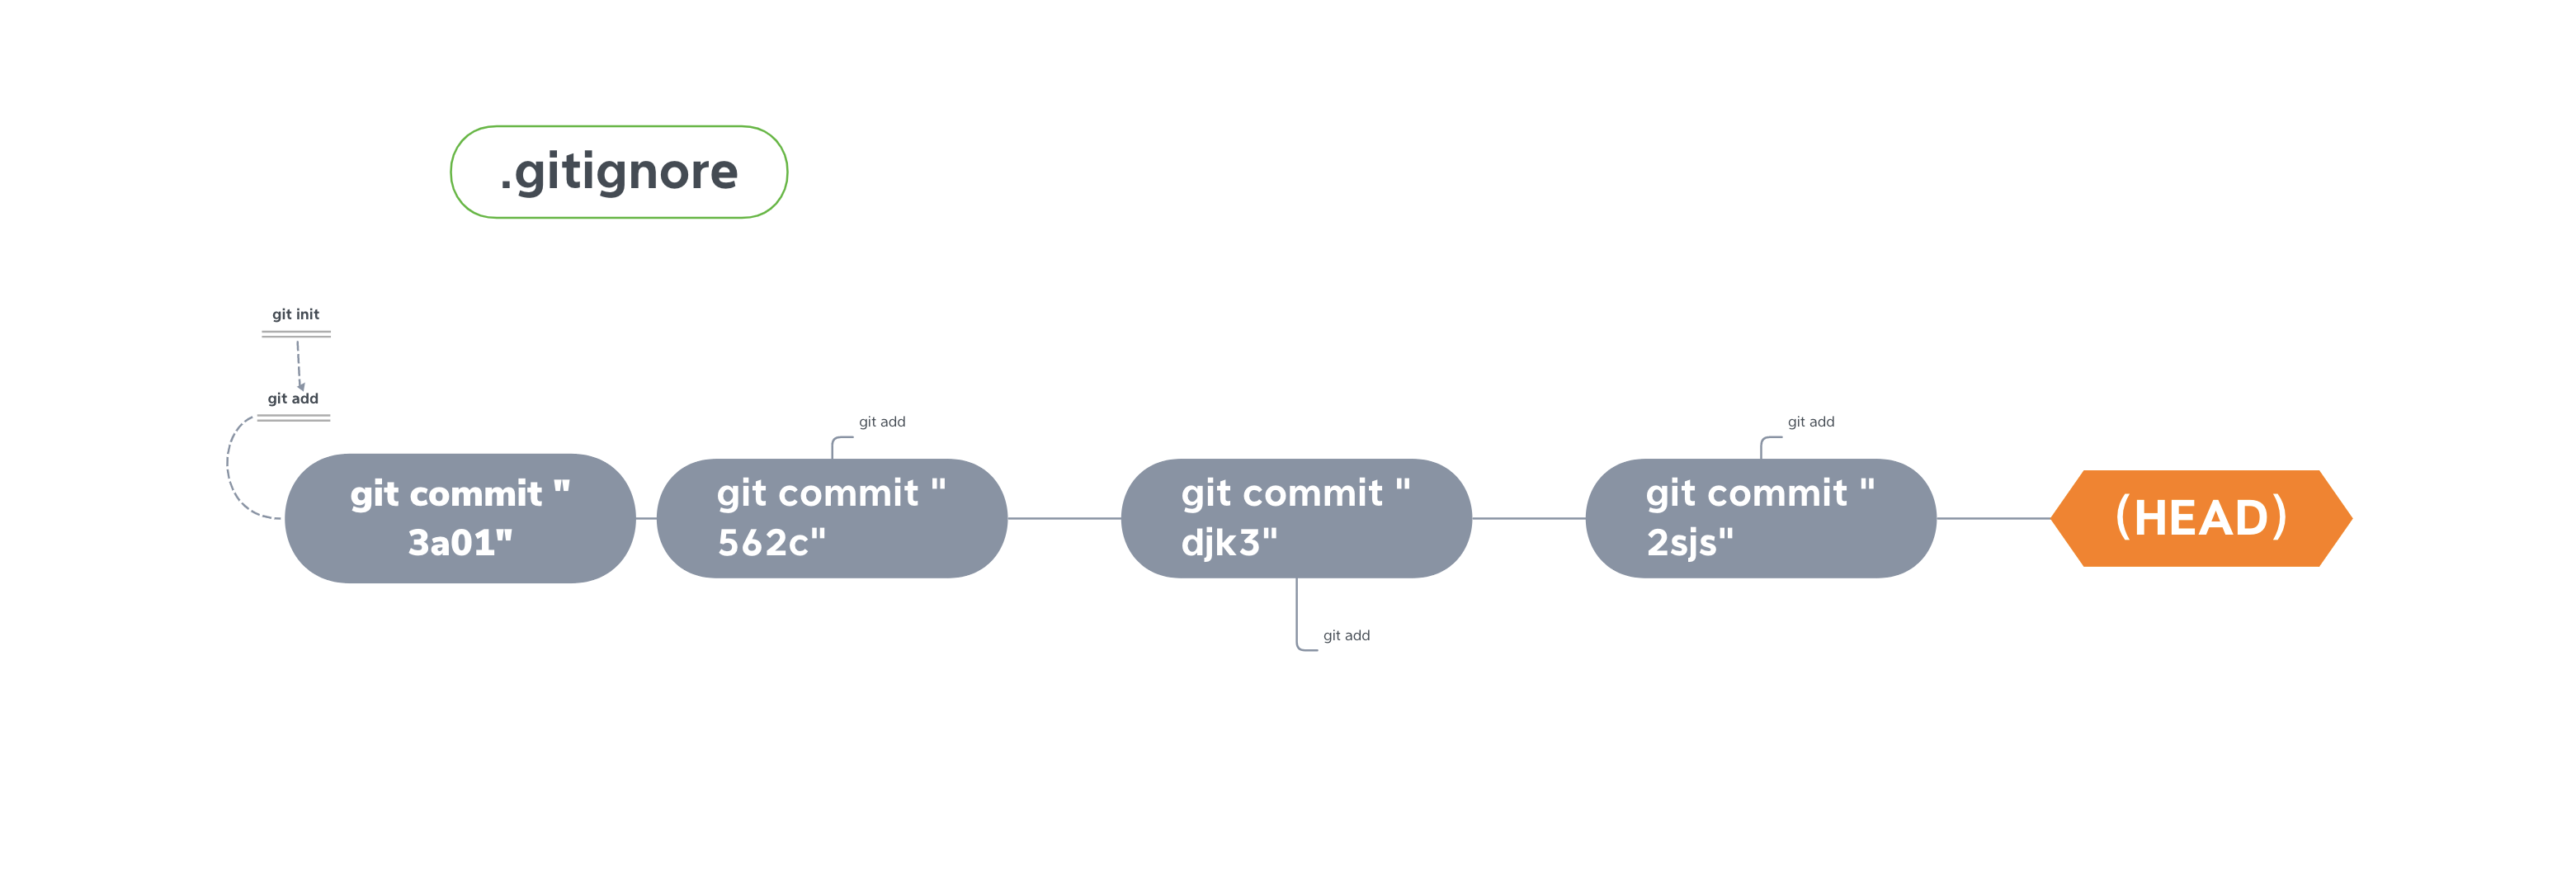 .gitignore
git init
git add
git commit "
3a01"
git add
git commit "
562c"
git commit "
djk3"
git add
git add
git commit "
2sjs"
(HEAD)